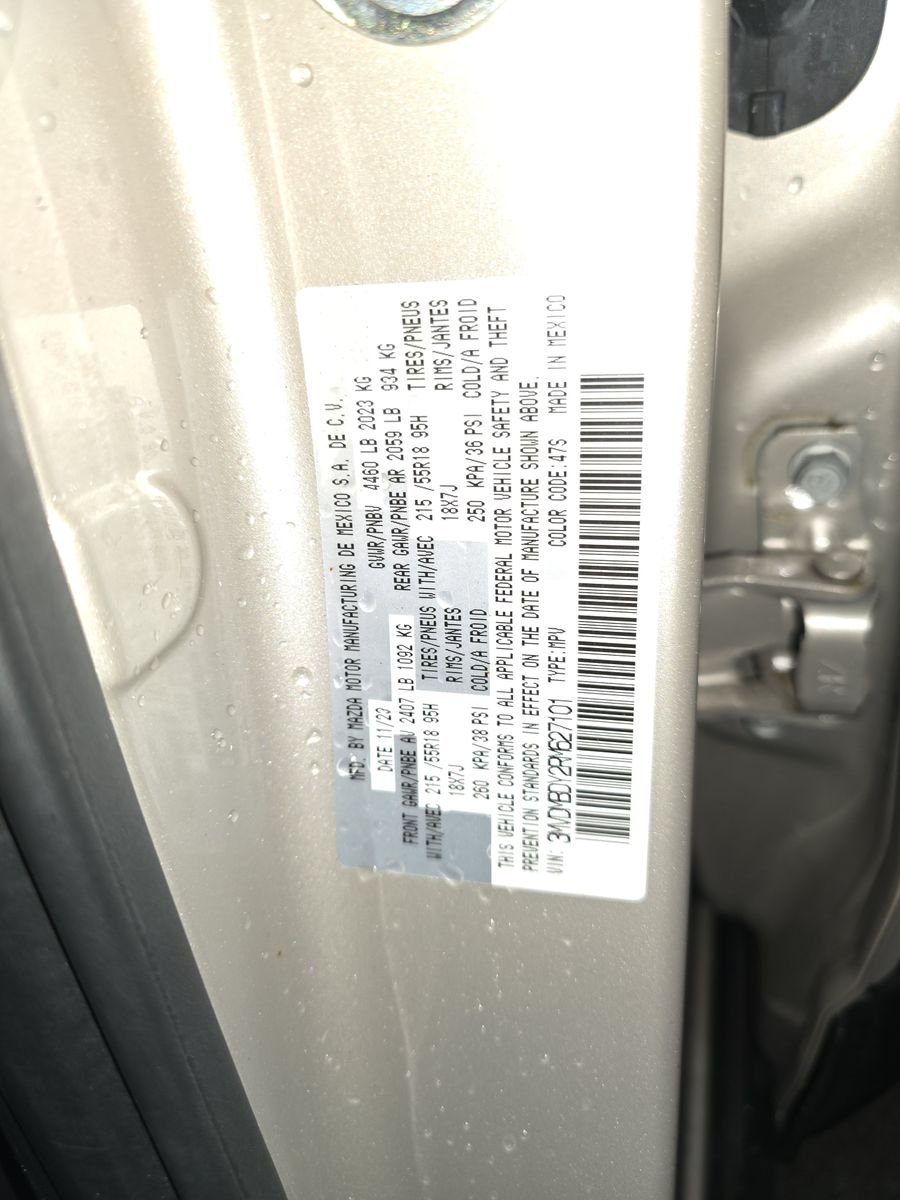 MFD. BY MAZDA MOTOR MANUFACTURING DE MEXICO S.A. DE C.V.
DATE 11/23 GVWR/PNBV 4460 LB 2023 KG
FRONT GAWR/PNBE AV 2407 LB 1092 KG REAR GAWR/PNBE AR 2059 LB 934 KG
WITH/AVEC 215 /55R18 95H TIRES/PNEUS WITH/AVEC 215 /55R18 95H TIRES/PNEUS
18X7J RIMS/JANTES 18X7J RIMS/JANTES
260 KPA/38 PSI COLD/A FROID 250 KPA/36 PSI COLD/A FROID
THIS VEHICLE CONFORMS TO ALL APPLICABLE FEDERAL MOTOR VEHICLE SAFETY AND THEFT
PREVENTION STANDARDS IN EFFECT ON THE DATE OF MANUFACTURE SHOWN ABOVE.
VIN: 3MVDMBDY2RM627101 TYPE:MPV COLOR CODE:47S MADE IN MEXICO